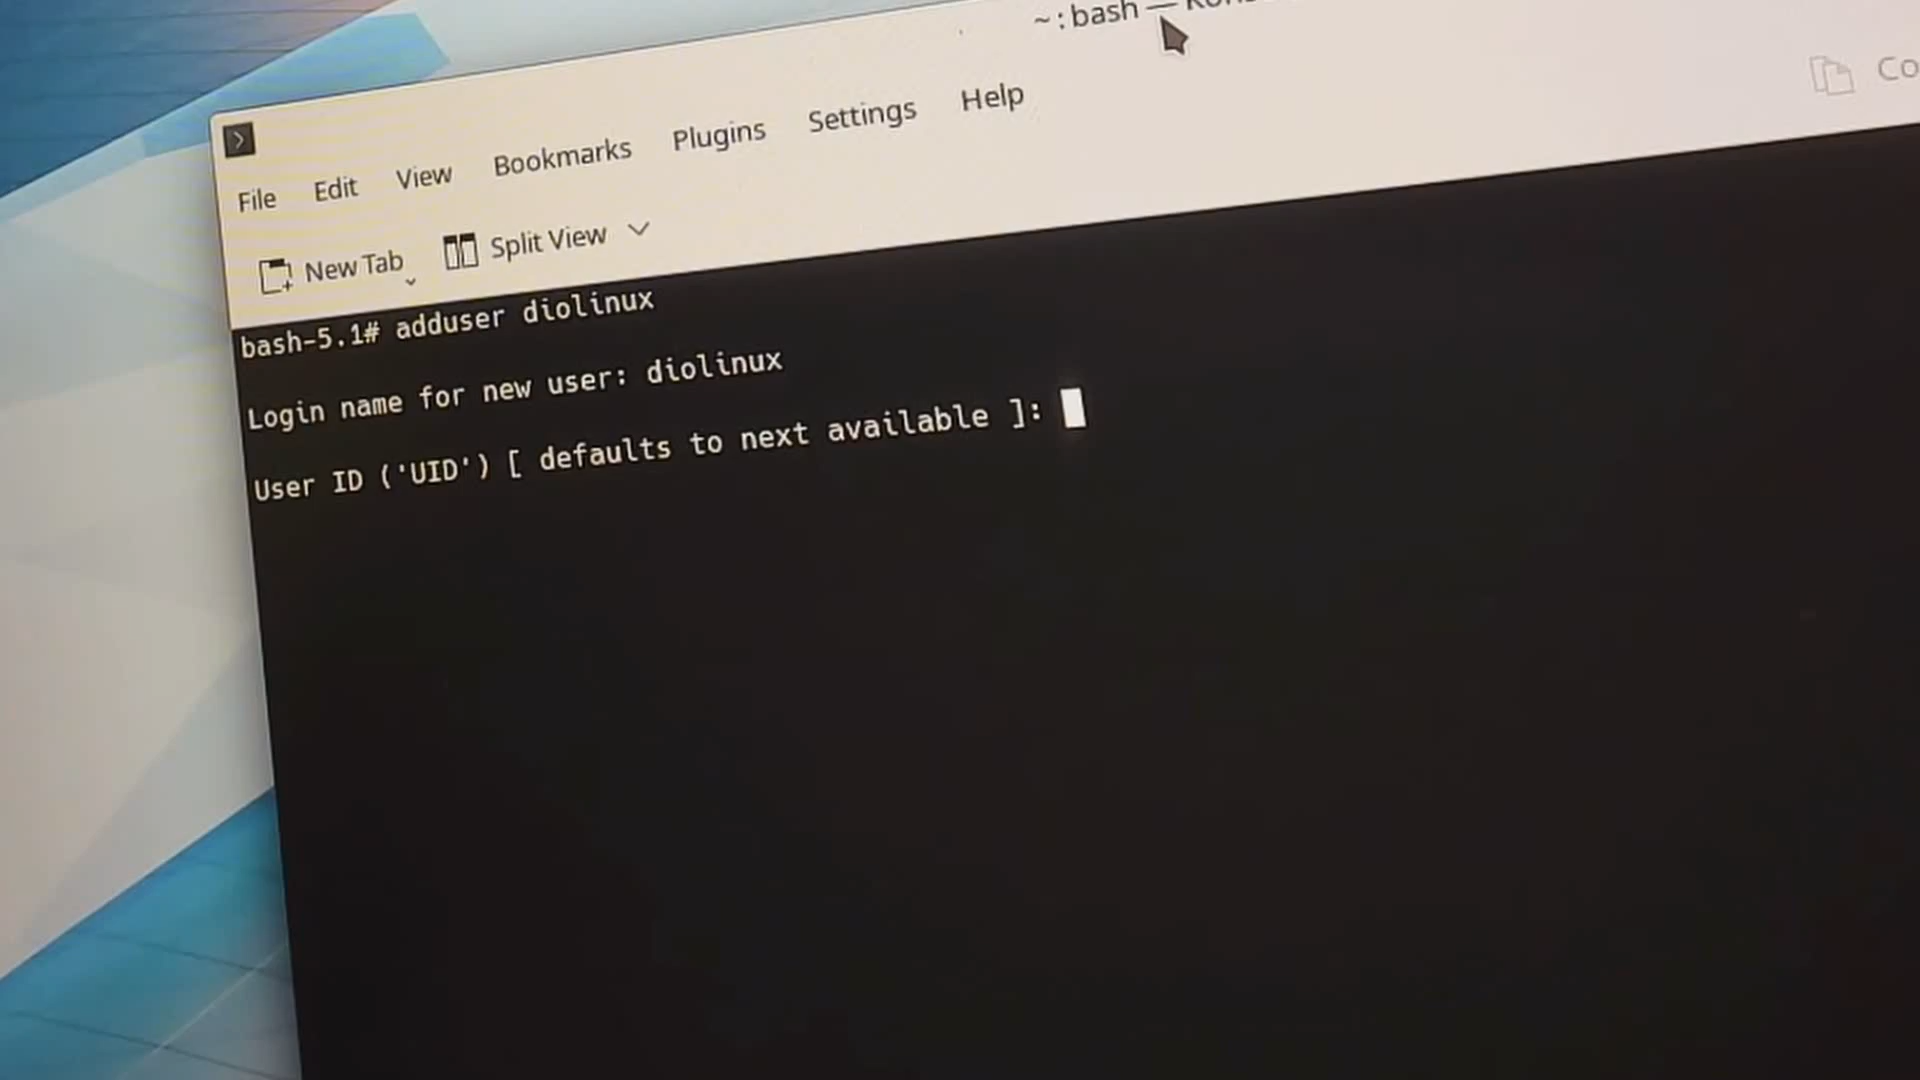 ~ : bash —
File Edit View Bookmarks Plugins Settings Help
New Tab Split View
bash-5.1# adduser diolinux
Login name for new user: diolinux
User ID ('UID') [ defaults to next available ]: